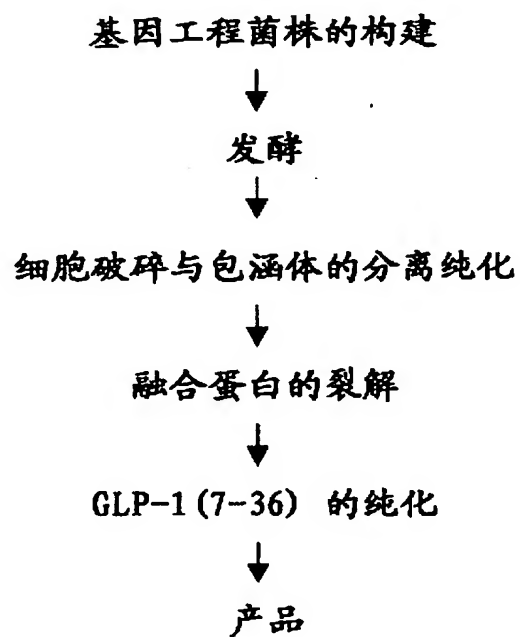 基因工程菌株的构建
发酵
细胞破碎与包涵体的分离纯化
融合蛋白的裂解
GLP-1(7-36) 的纯化
产品